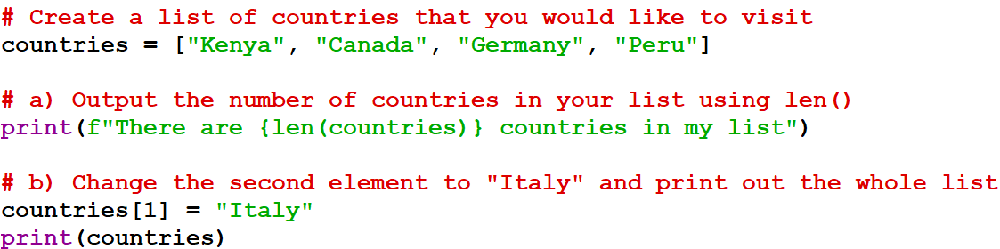 # Create a list of countries that you would like to visit
countries = ["Kenya", "Canada", "Germany", "Peru"]
# a) Output the number of countries in your list using len()
print(f"There are {len(countries)} countries in my list")
# b) Change the second element to "Italy" and print out the whole list
countries[1] = "Italy"
print(countries)